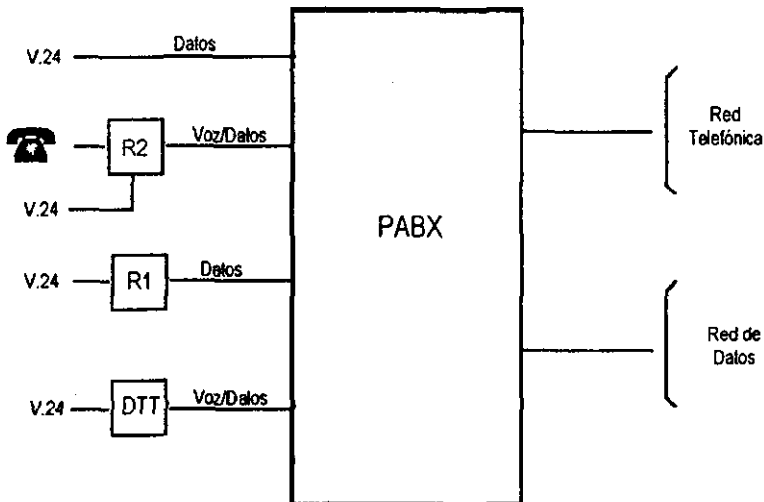 Datos
V.24
R2
Voz/Datos
V.24
V.24
R1
Datos
V.24
DTT
Voz/Datos
PABX
Red
Telefónica
Red de
Datos